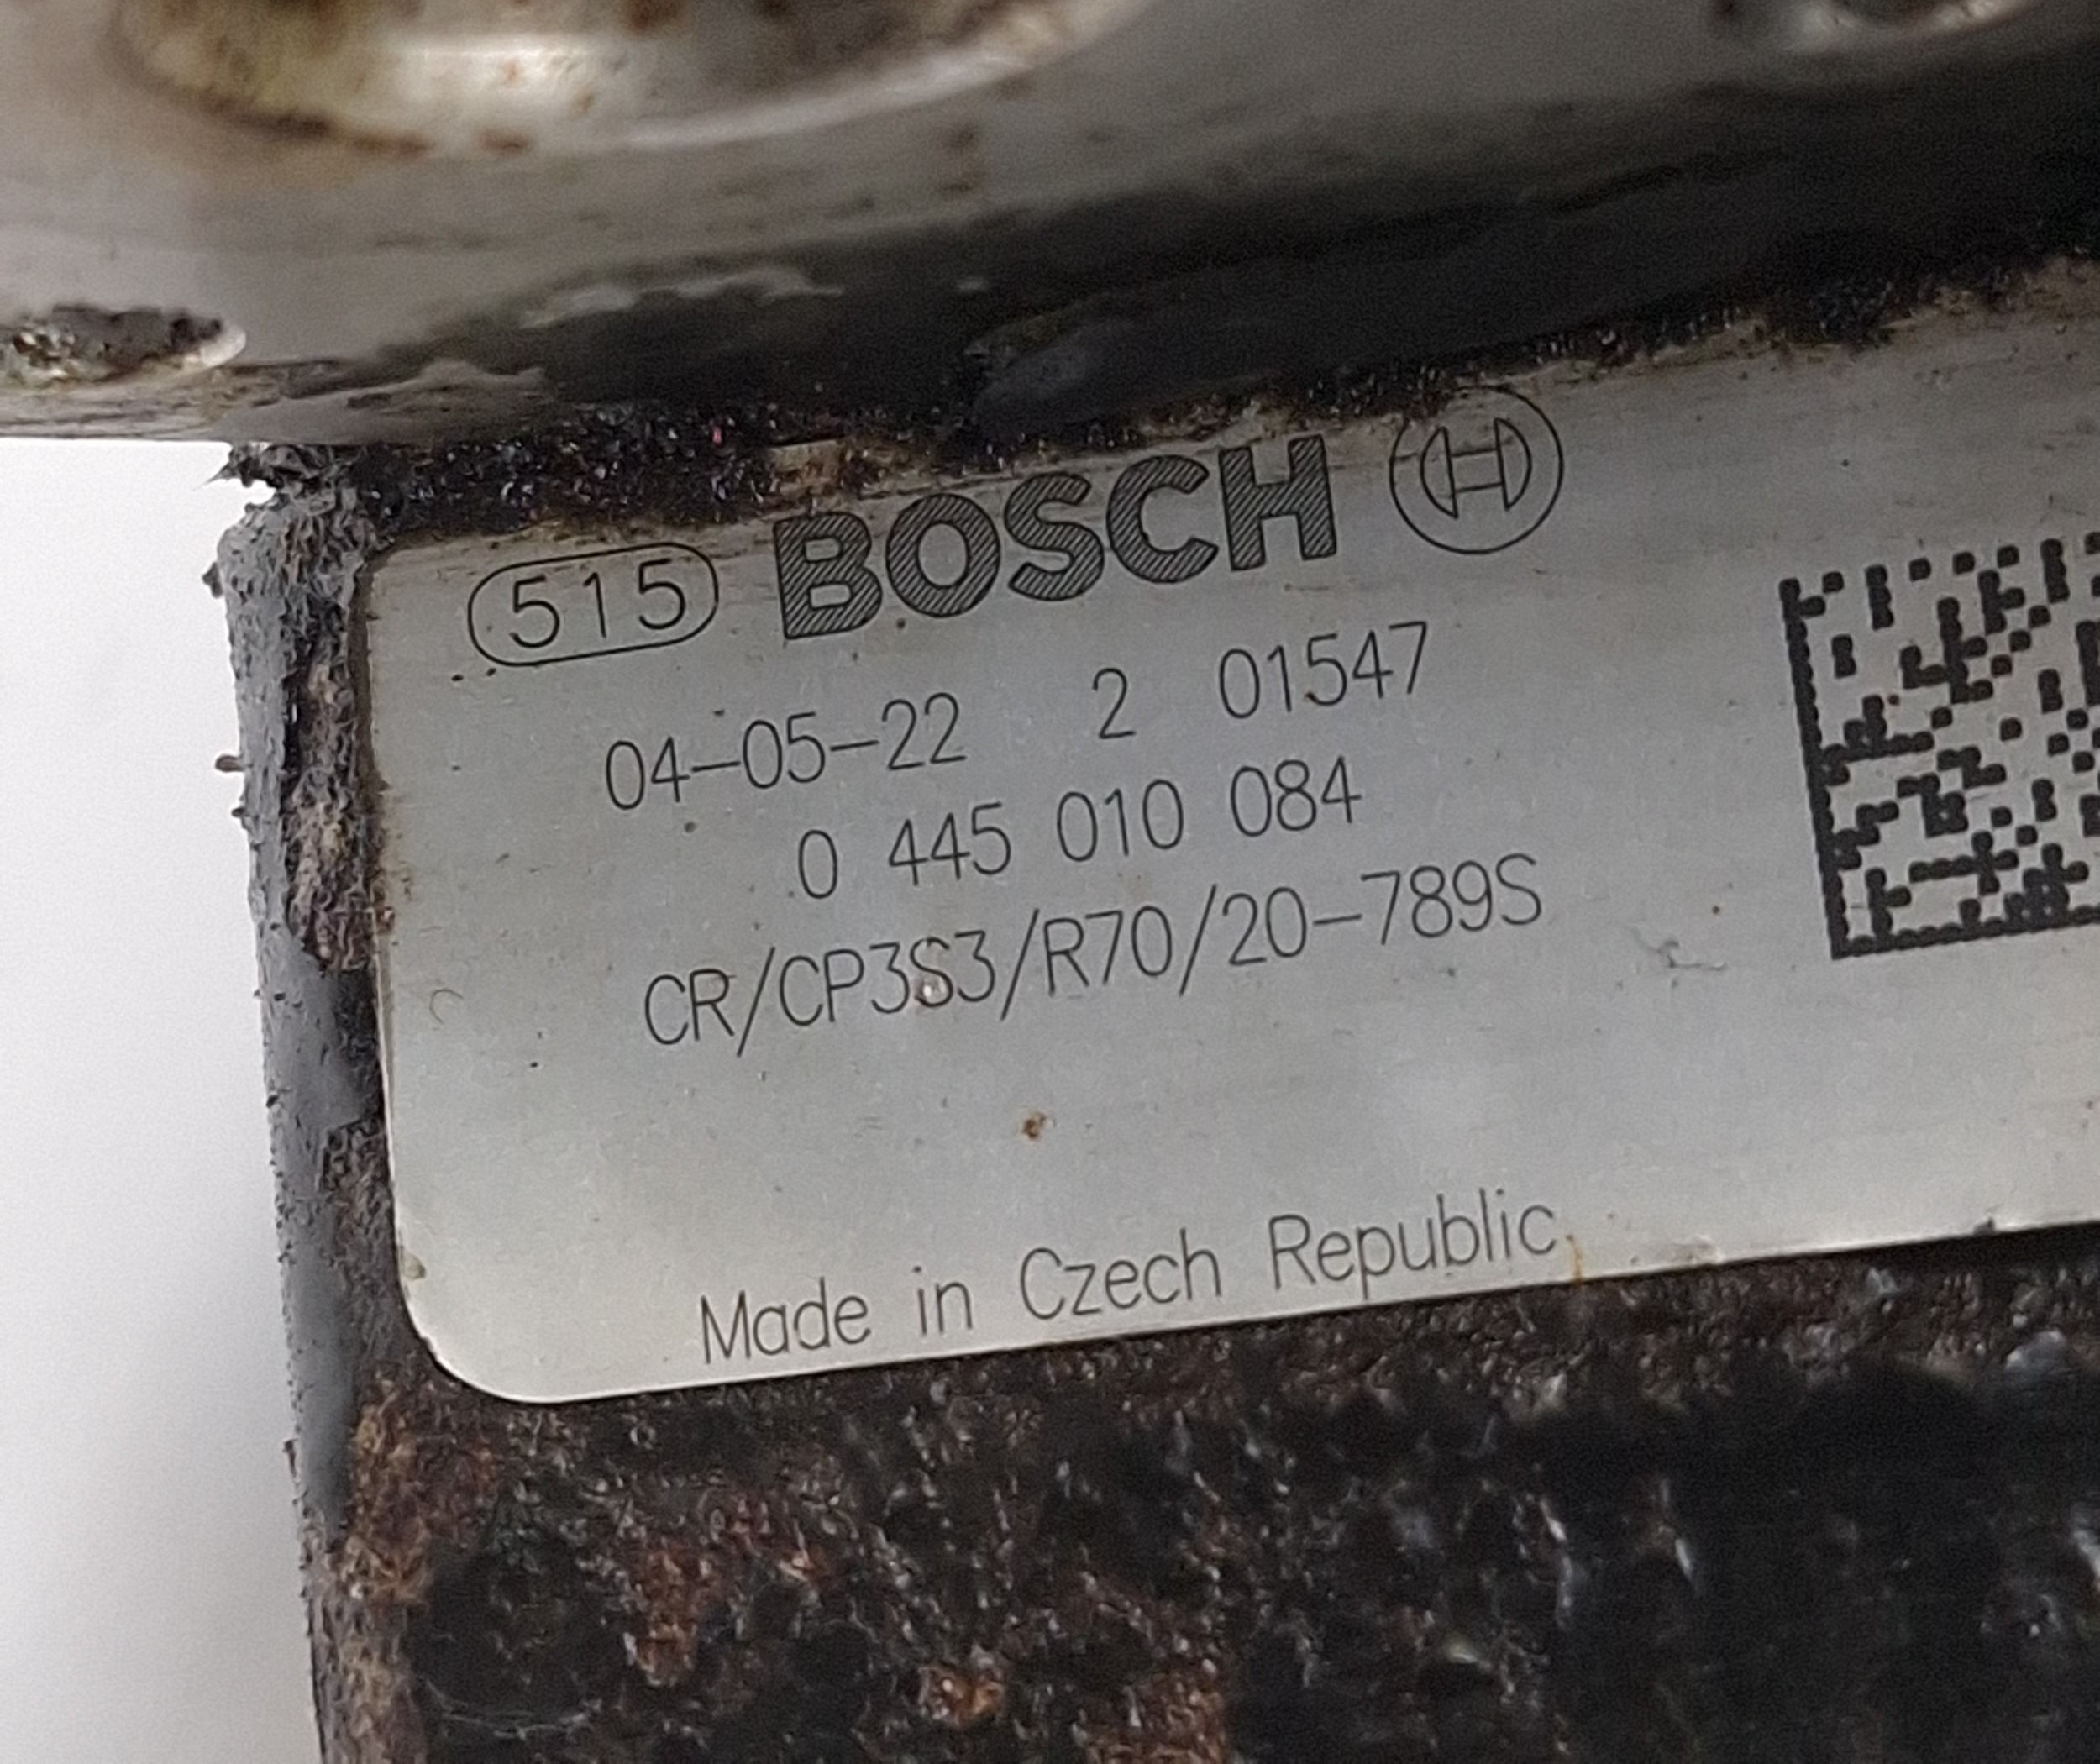 515 BOSCH
04-05-22 2 01547
0 445 010 084
CR/CP3S3/R70/20-789S
Made in Czech Republic